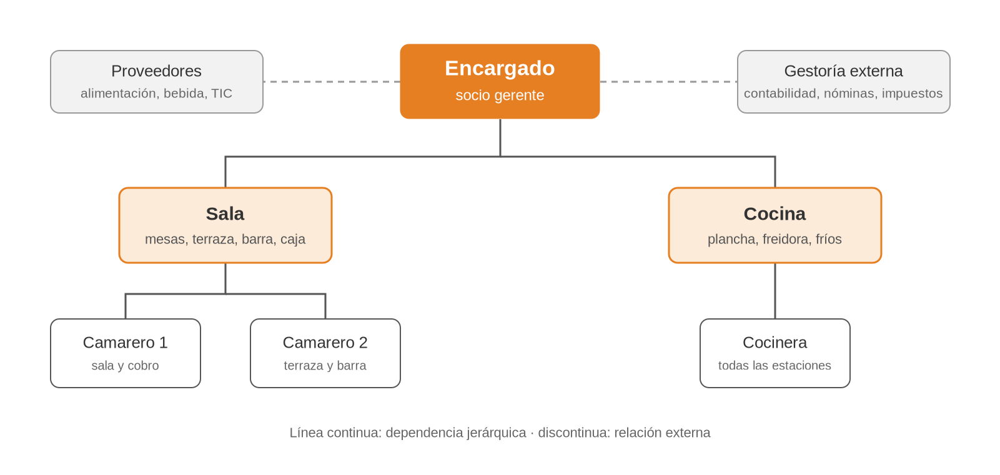 Proveedores
alimentación, bebida, TIC
Encargado
socio gerente
Gestoría externa
contabilidad, nóminas, impuestos
Sala
mesas, terraza, barra, caja
Cocina
plancha, freidora, fríos
Camarero 1
sala y cobro
Camarero 2
terraza y barra
Cocinera
todas las estaciones
Línea continua: dependencia jerárquica · discontinua: relación externa